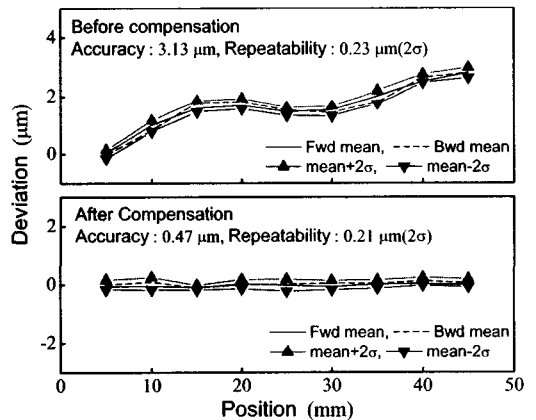 4
2
0
Before compensation
Accuracy : 3.13 μm, Repeatability : 0.23 μm(2σ)
Fwd mean, Bwd mean
mean+2σ, mean-2σ
Deviation (μm)
2
0
-2
After Compensation
Accuracy : 0.47 μm, Repeatability : 0.21 μm(2σ)
Fwd mean, Bwd mean
mean+2σ, mean-2σ
0 10 20 30 40 50
Position (mm)